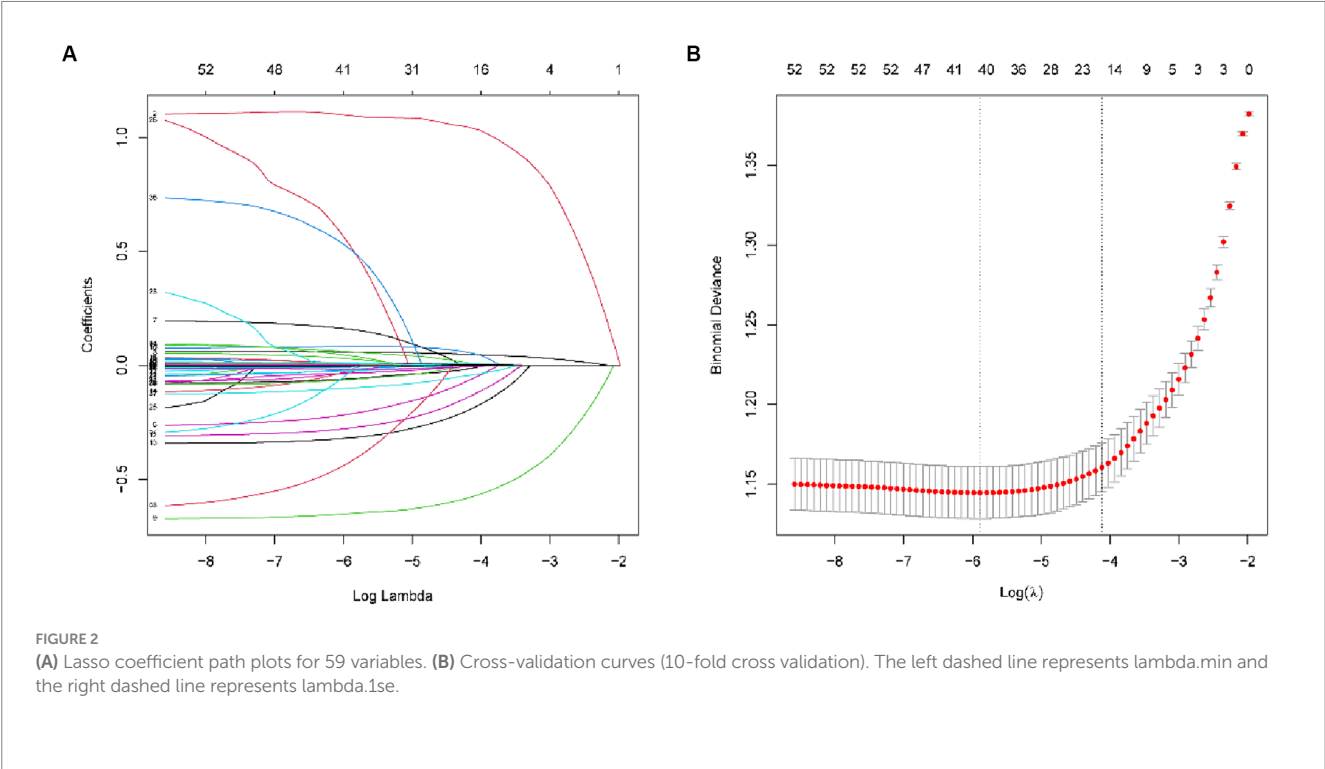 A
B
52 48 41 31 16 4 1
52 52 52 52 47 41 40 36 28 23 14 9 5 3 3 0
Coefficients
1.0
0.5
0.0
−0.5
36
23
7
−8 −7 −6 −5 −4 −3 −2
Log Lambda
Binomial Deviance
1.35
1.30
1.25
1.20
1.15
−8 −7 −6 −5 −4 −3 −2
Log(λ)
FIGURE 2
(A) Lasso coefficient path plots for 59 variables. (B) Cross-validation curves (10-fold cross validation). The left dashed line represents lambda.min and
the right dashed line represents lambda.1se.